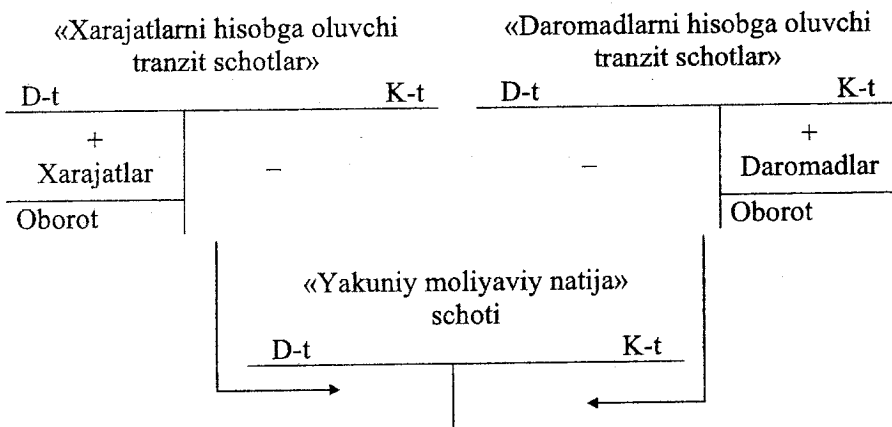 «Xarajatlarni hisobga oluvchi
tranzit schotlar»
D-t K-t
+
Xarajatlar –
Oborot
«Daromadlarni hisobga oluvchi
tranzit schotlar»
D-t K-t
+
– Daromadlar
Oborot
«Yakuniy moliyaviy natija»
schoti
D-t K-t